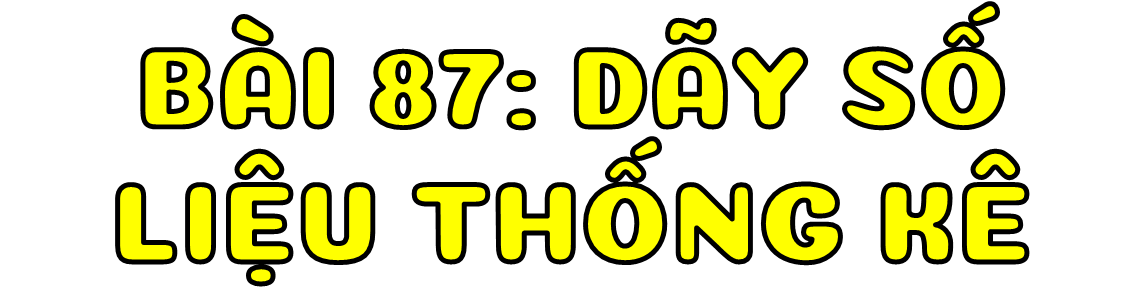 BÀI 87: DÃY SỐ
LIỆU THỐNG KÊ